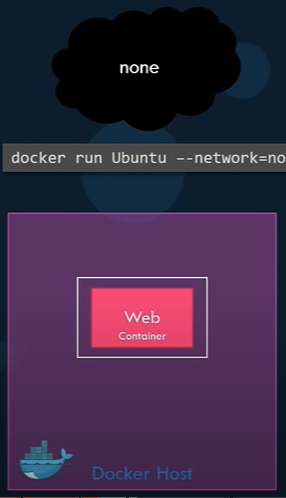 none
docker run Ubuntu --network=no
Web
Container
Docker Host